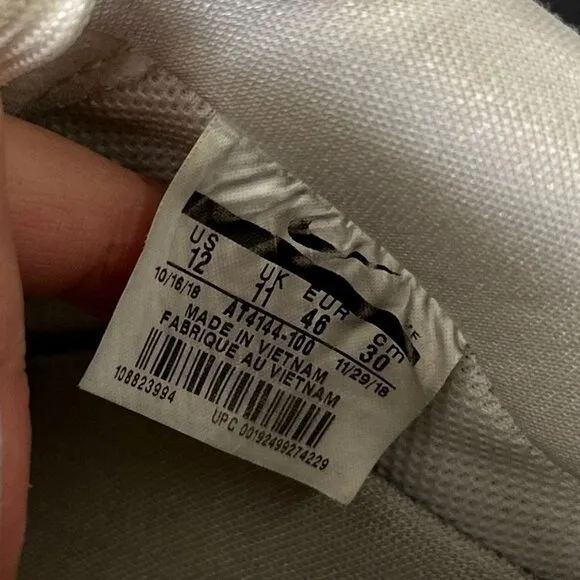 US UK EUR cm
12 11 46 30
10/16/18 AT4144-100 11/29/18
MADE IN VIETNAM
FABRIQUE AU VIETNAM
108823994
UPC 00192499274229